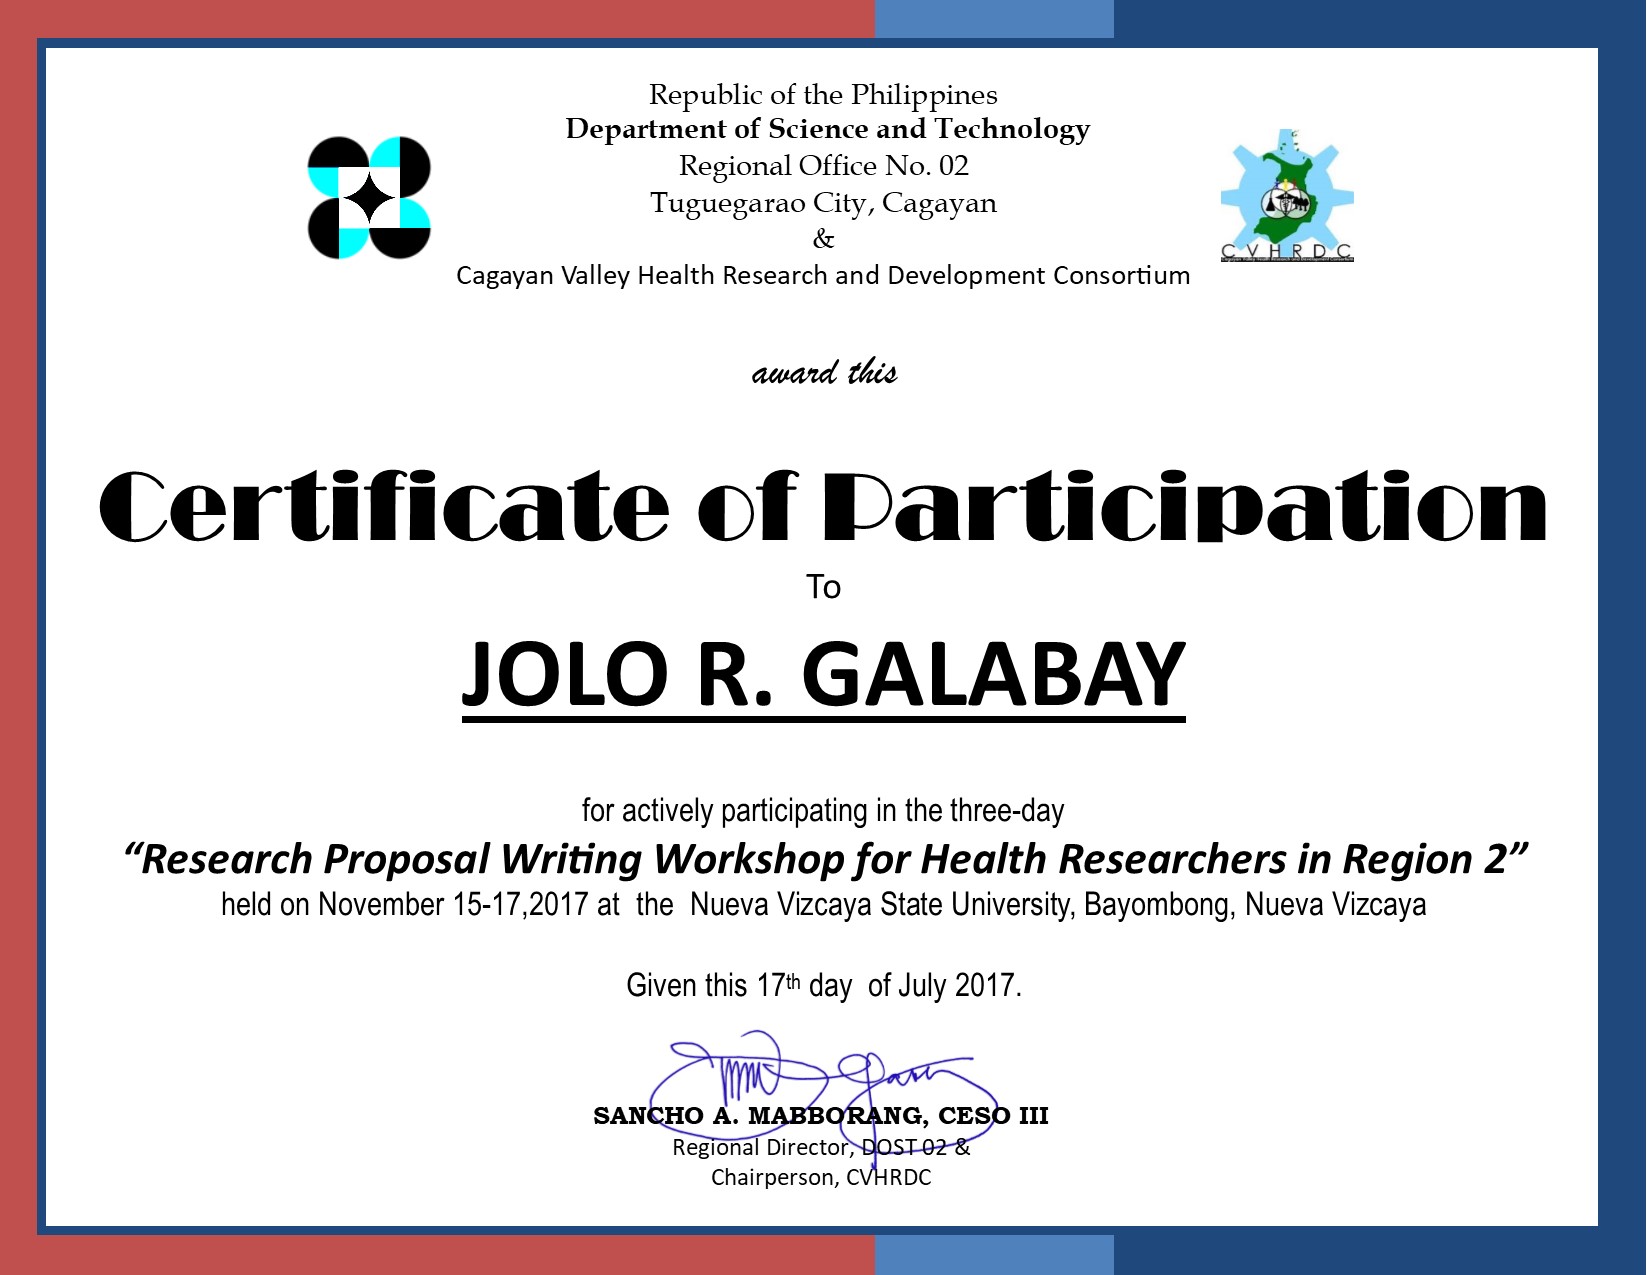 Republic of the Philippines
Department of Science and Technology
Regional Office No. 02
Tuguegarao City, Cagayan
&
Cagayan Valley Health Research and Development Consortium
CVHRDC
award this
Certificate of Participation
To
JOLO R. GALABAY
for actively participating in the three-day
“Research Proposal Writing Workshop for Health Researchers in Region 2”
held on November 15-17,2017 at  the  Nueva Vizcaya State University, Bayombong, Nueva Vizcaya
Given this 17th day  of July 2017.
SANCHO A. MABBORANG, CESO III
Regional Director, DOST 02 &
Chairperson, CVHRDC